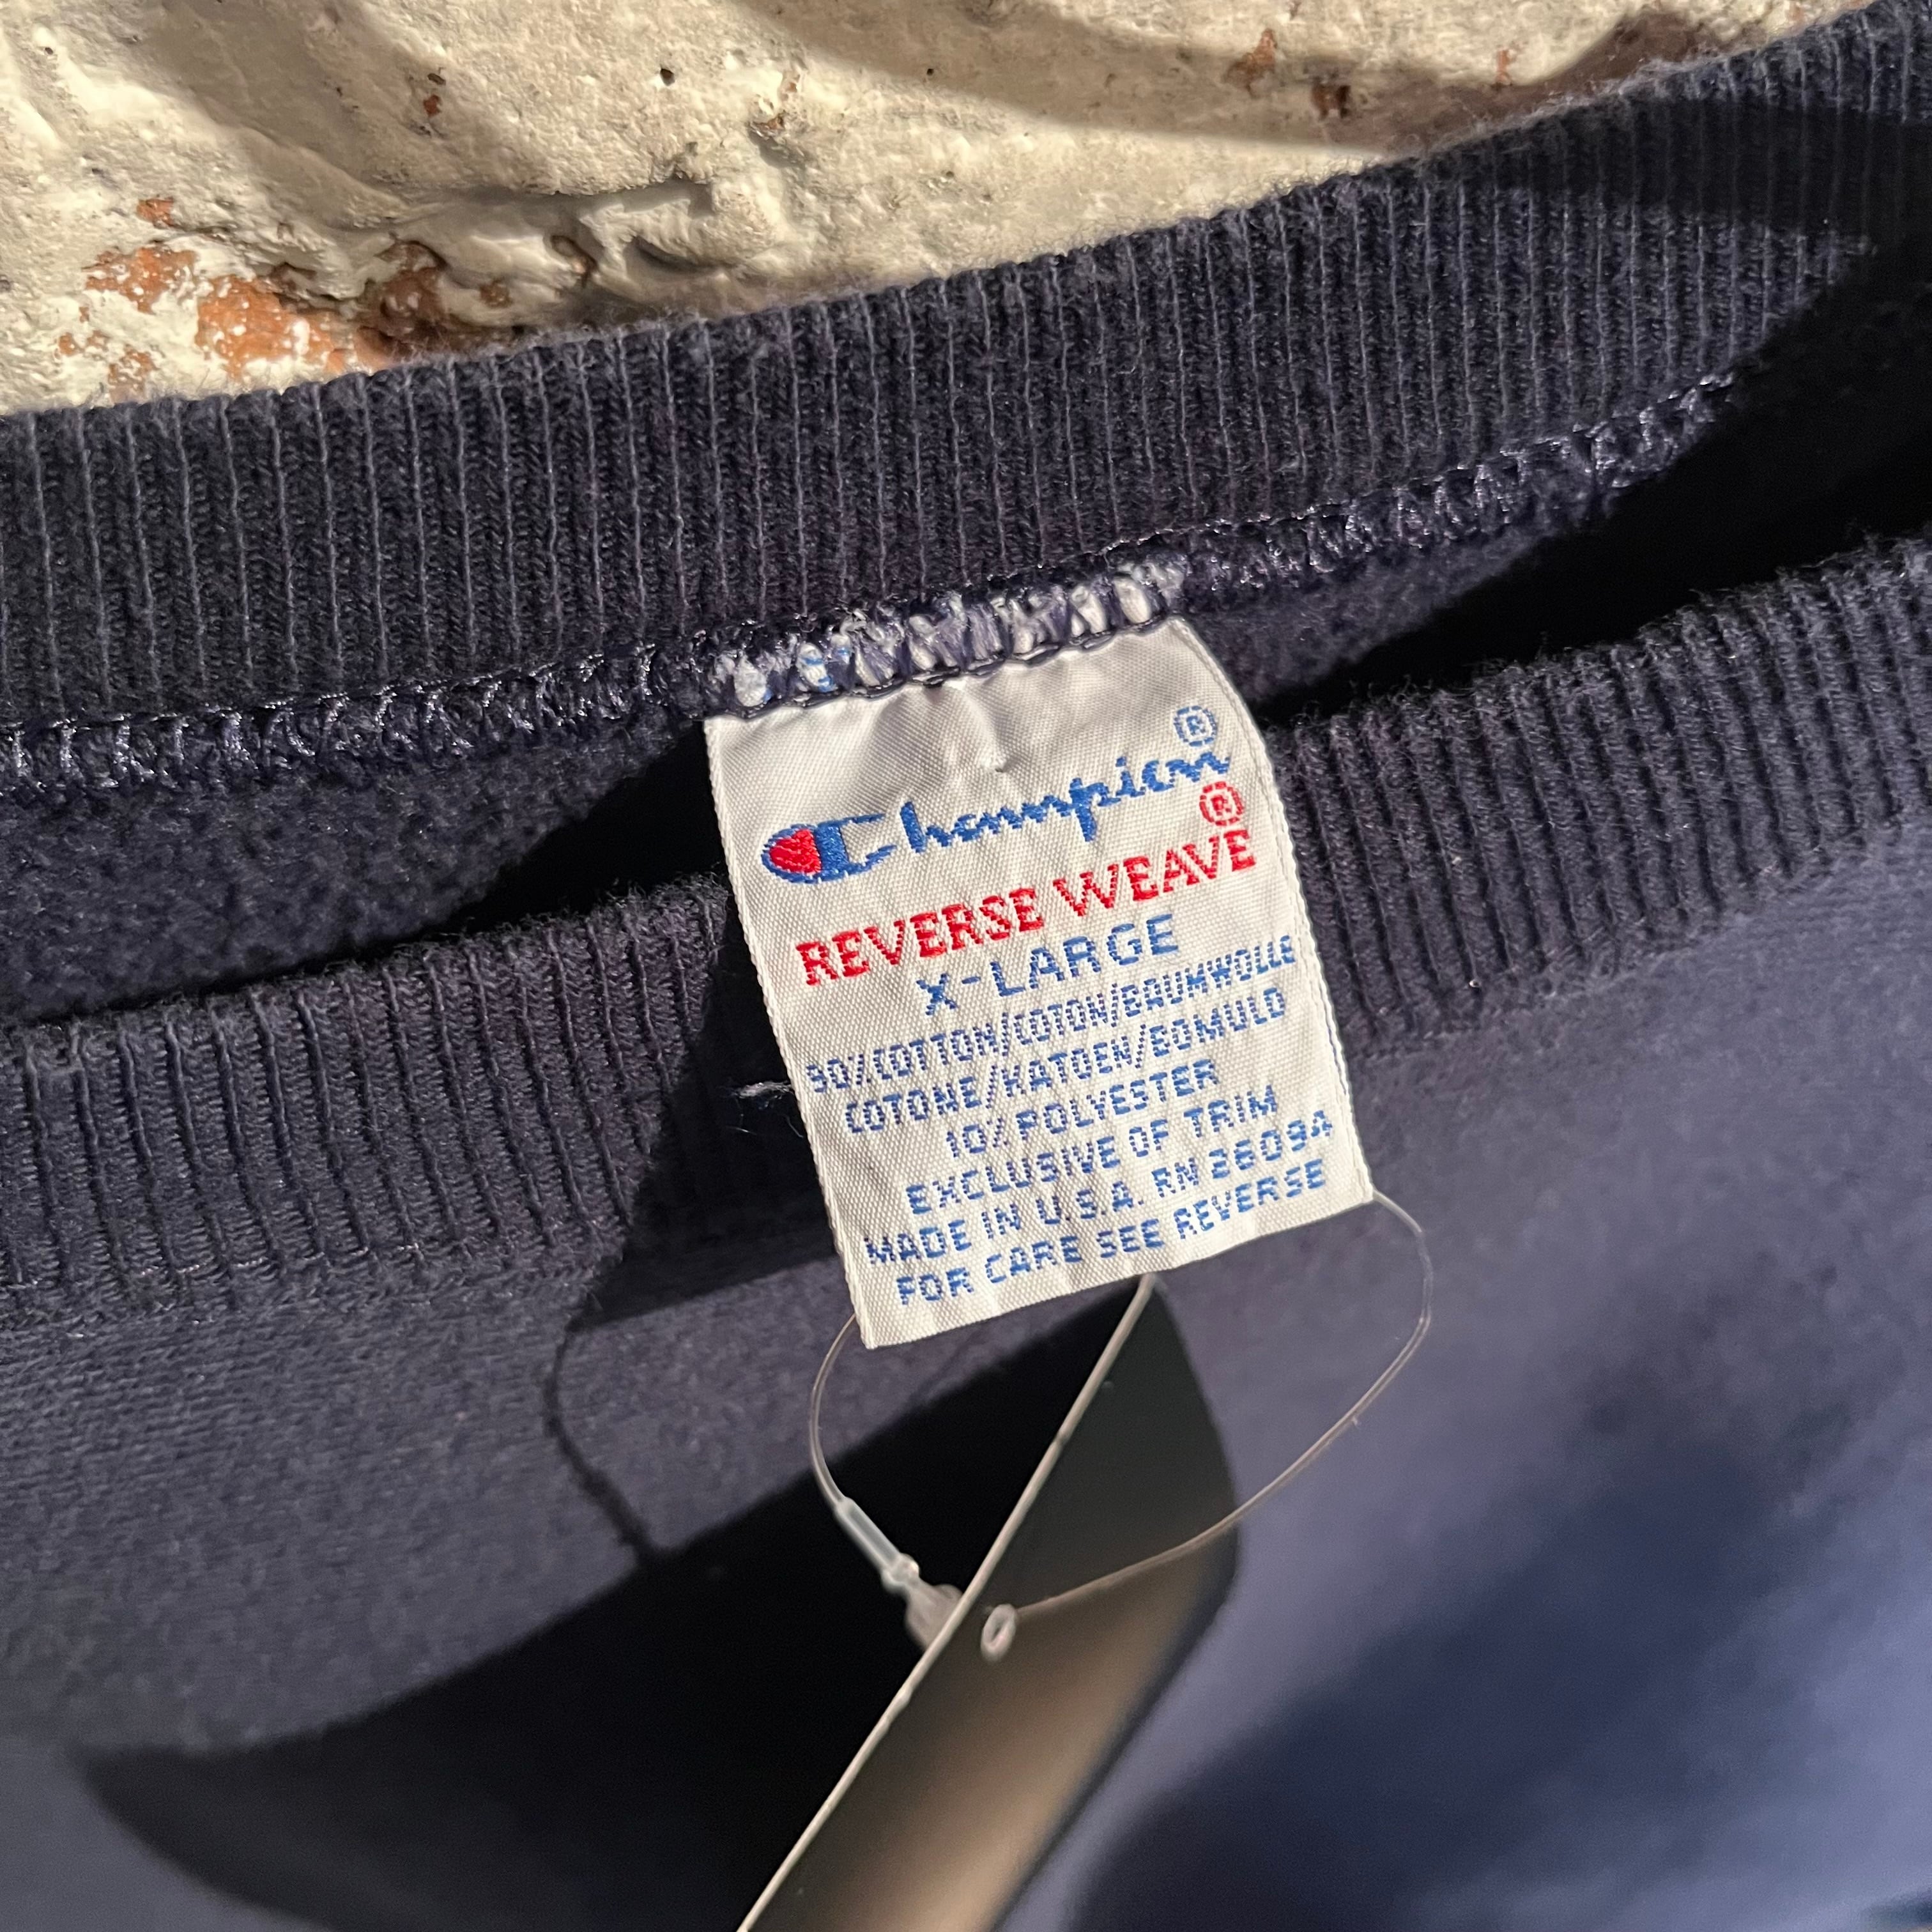 Champion®
REVERSE WEAVE®
X-LARGE
90%COTTON/COTON/BAUMWOLLE
COTONE/KATOEN/BOMULD
10% POLYESTER
EXCLUSIVE OF TRIM
MADE IN U.S.A. RN 26094
FOR CARE SEE REVERSE